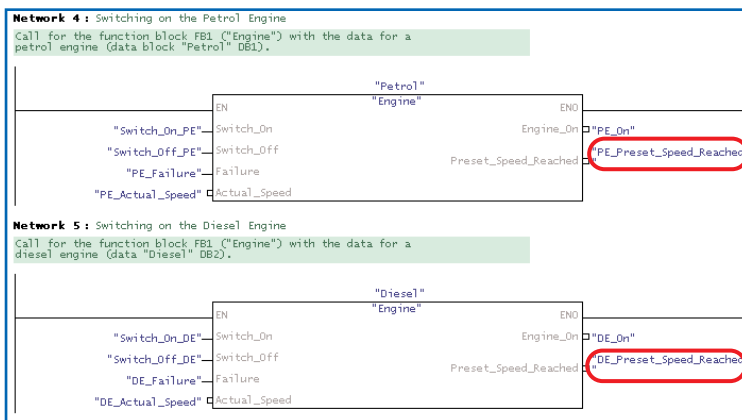 Network 4 : Switching on the Petrol Engine
Call for the function block FB1 ("Engine") with the data for a
petrol engine (data block "Petrol" DB1).
"Petrol"
"Engine"
EN ENO
"Switch_On_PE" Switch_On Engine_On "PE_On"
"Switch_Off_PE" Switch_Off Preset_Speed_Reached "PE_Preset_Speed_Reached
"
"PE_Failure" Failure
"PE_Actual_Speed" Actual_Speed
Network 5 : Switching on the Diesel Engine
Call for the function block FB1 ("Engine") with the data for a
diesel engine (data "Diesel" DB2).
"Diesel"
"Engine"
EN ENO
"Switch_On_DE" Switch_On Engine_On "DE_On"
"Switch_Off_DE" Switch_Off Preset_Speed_Reached "DE_Preset_Speed_Reached
"
"DE_Failure" Failure
"DE_Actual_Speed" Actual_Speed